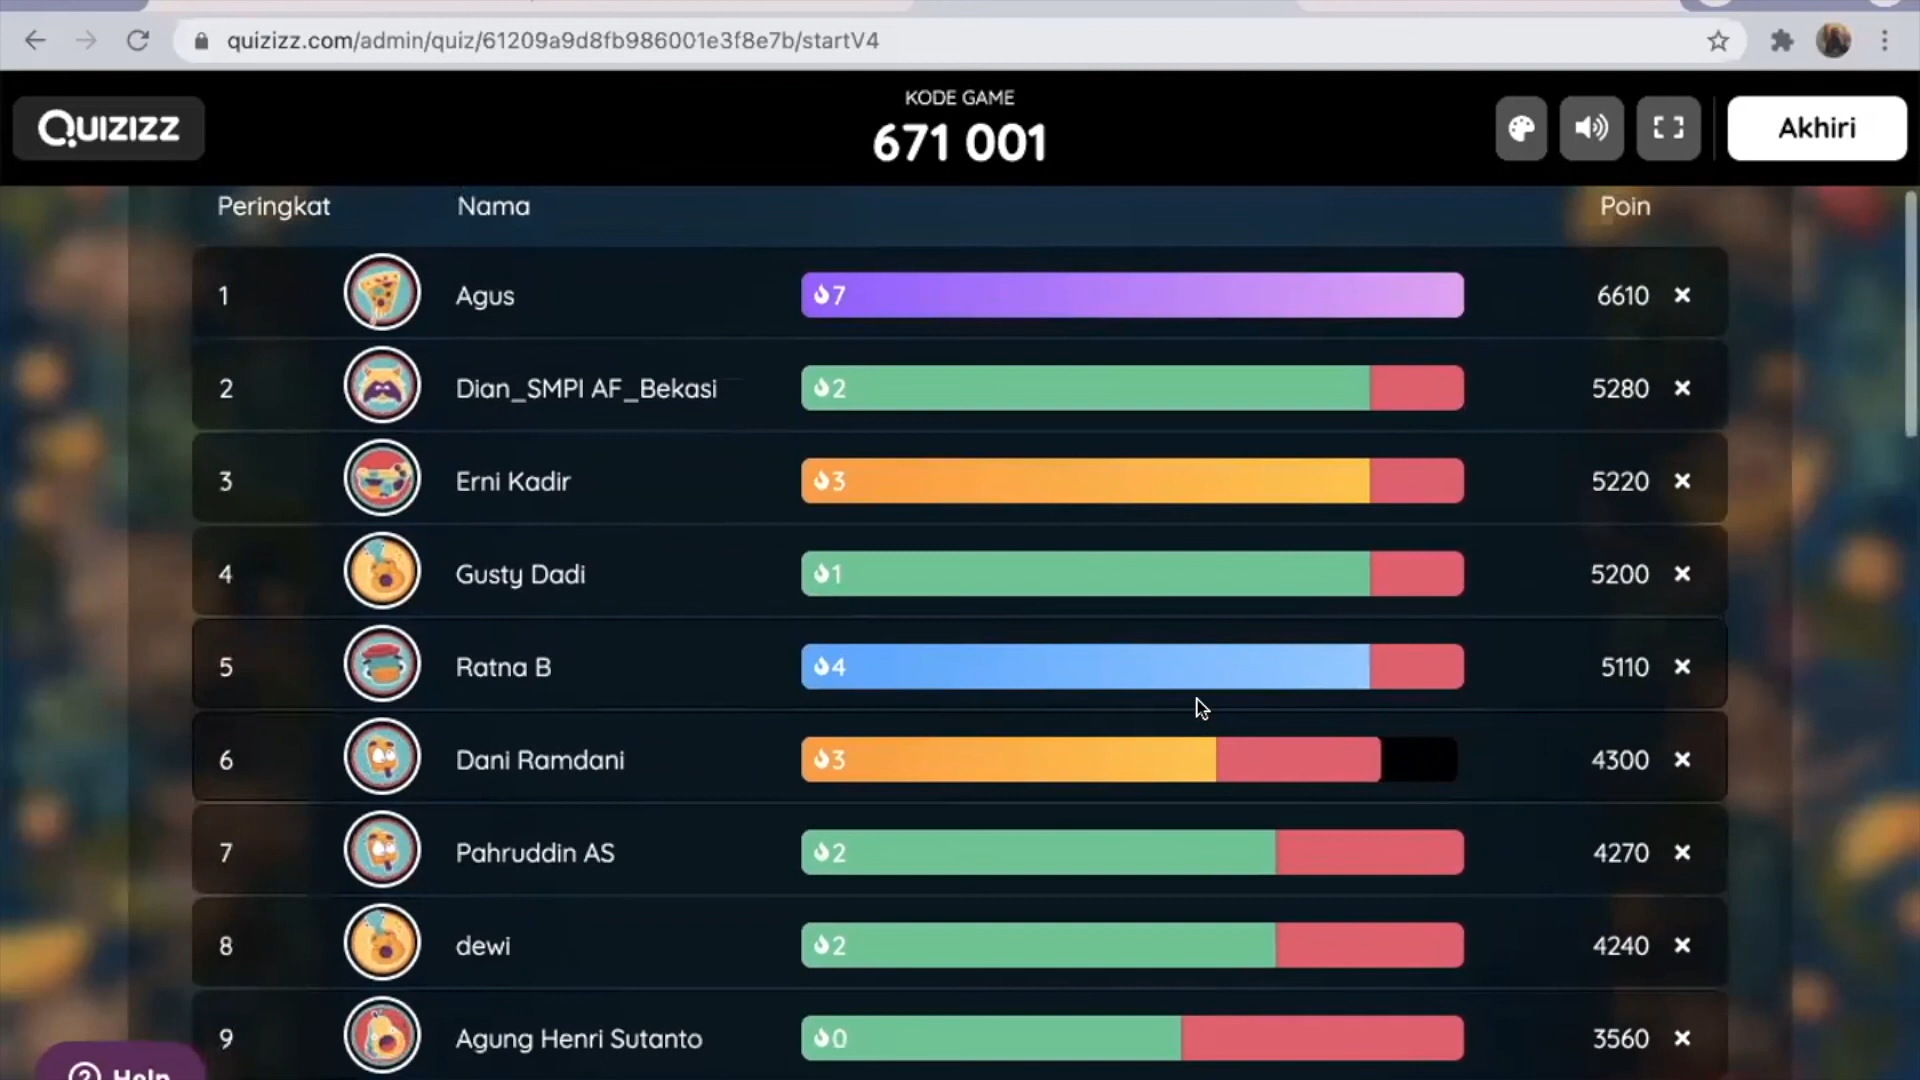 quizizz.com/admin/quiz/61209a9d8fb986001e3f8e7b/startV4
Quizizz
KODE GAME
671 001
Akhiri
Peringkat Nama Poin
1 Agus 7 6610
2 Dian_SMPI AF_Bekasi 2 5280
3 Erni Kadir 3 5220
4 Gusty Dadi 1 5200
5 Ratna B 4 5110
6 Dani Ramdani 3 4300
7 Pahruddin AS 2 4270
8 dewi 2 4240
9 Agung Henri Sutanto 0 3560
Help